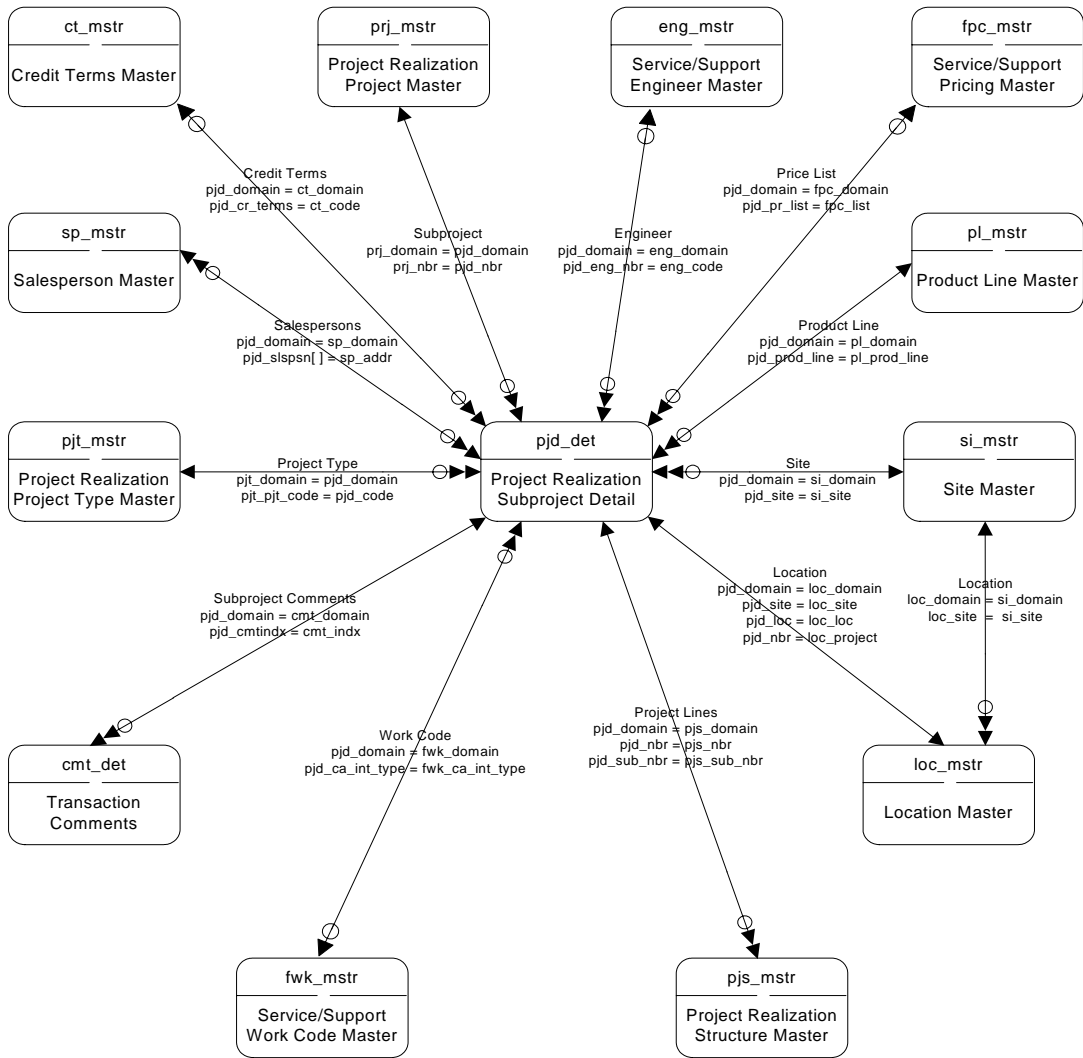 ct_mstr
Credit Terms Master
prj_mstr
Project Realization
Project Master
eng_mstr
Service/Support
Engineer Master
fpc_mstr
Service/Support
Pricing Master
Credit Terms
pjd_domain = ct_domain
pjd_cr_terms = ct_code
Subproject
prj_domain = pjd_domain
prj_nbr = pjd_nbr
Engineer
pjd_domain = eng_domain
pjd_eng_nbr = eng_code
Price List
pjd_domain = fpc_domain
pjd_pr_list = fpc_list
sp_mstr
Salesperson Master
pl_mstr
Product Line Master
Salespersons
pjd_domain = sp_domain
pjd_slspsn[ ] = sp_addr
Product Line
pjd_domain = pl_domain
pjd_prod_line = pl_prod_line
pjt_mstr
Project Realization
Project Type Master
Project Type
pjt_domain = pjd_domain
pjt_pjt_code = pjd_code
pjd_det
Project Realization
Subproject Detail
Site
pjd_domain = si_domain
pjd_site = si_site
si_mstr
Site Master
Subproject Comments
pjd_domain = cmt_domain
pjd_cmtindx = cmt_indx
Location
pjd_domain = loc_domain
pjd_site = loc_site
pjd_loc = loc_loc
pjd_nbr = loc_project
Location
loc_domain = si_domain
loc_site = si_site
Work Code
pjd_domain = fwk_domain
pjd_ca_int_type = fwk_ca_int_type
Project Lines
pjd_domain = pjs_domain
pjd_nbr = pjs_nbr
pjd_sub_nbr = pjs_sub_nbr
cmt_det
Transaction
Comments
loc_mstr
Location Master
fwk_mstr
Service/Support
Work Code Master
pjs_mstr
Project Realization
Structure Master